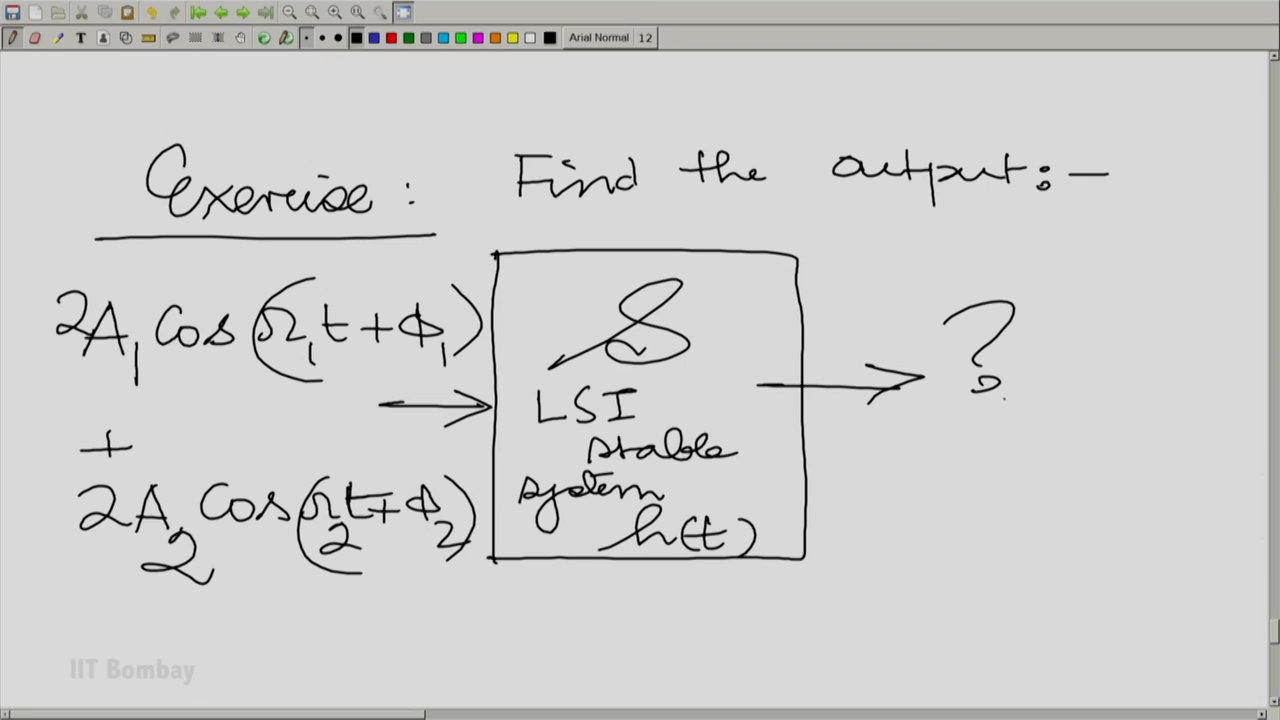 Arial Normal 12
Exercise: Find the output:-
2A₁ Cos(Ω₁t+Φ₁)
+
2A₂ Cos(Ω₂t+Φ₂)
S
LSI
stable
system
h(t)
?
IIT Bombay